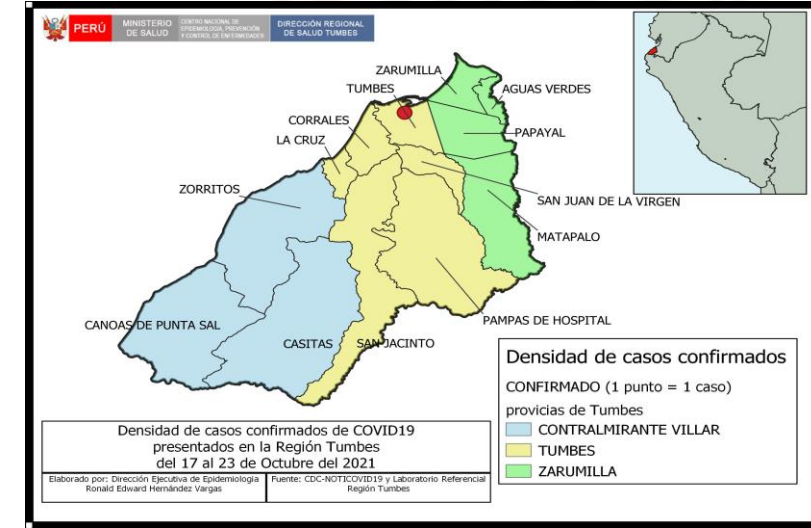 PERÚ
MINISTERIO
DE SALUD
CENTRO NACIONAL DE
EPIDEMIOLOGÍA, PREVENCIÓN
Y CONTROL DE ENFERMEDADES
DIRECCIÓN REGIONAL
DE SALUD TUMBES
ZARUMILLA
TUMBES
AGUAS VERDES
CORRALES
PAPAYAL
LA CRUZ
ZORRITOS
SAN JUAN DE LA VIRGEN
MATAPALO
CANOAS DE PUNTA SAL
CASITAS
SAN JACINTO
PAMPAS DE HOSPITAL
Densidad de casos confirmados
CONFIRMADO (1 punto = 1 caso)
provicias de Tumbes
CONTRALMIRANTE VILLAR
TUMBES
ZARUMILLA
Densidad de casos confirmados de COVID19
presentados en la Región Tumbes
del 17 al 23 de Octubre del 2021
Elaborado por: Dirección Ejecutiva de Epidemiologia
Ronald Edward Hernández Vargas
Fuente: CDC-NOTICOVID19 y Laboratorio Referencial
Región Tumbes